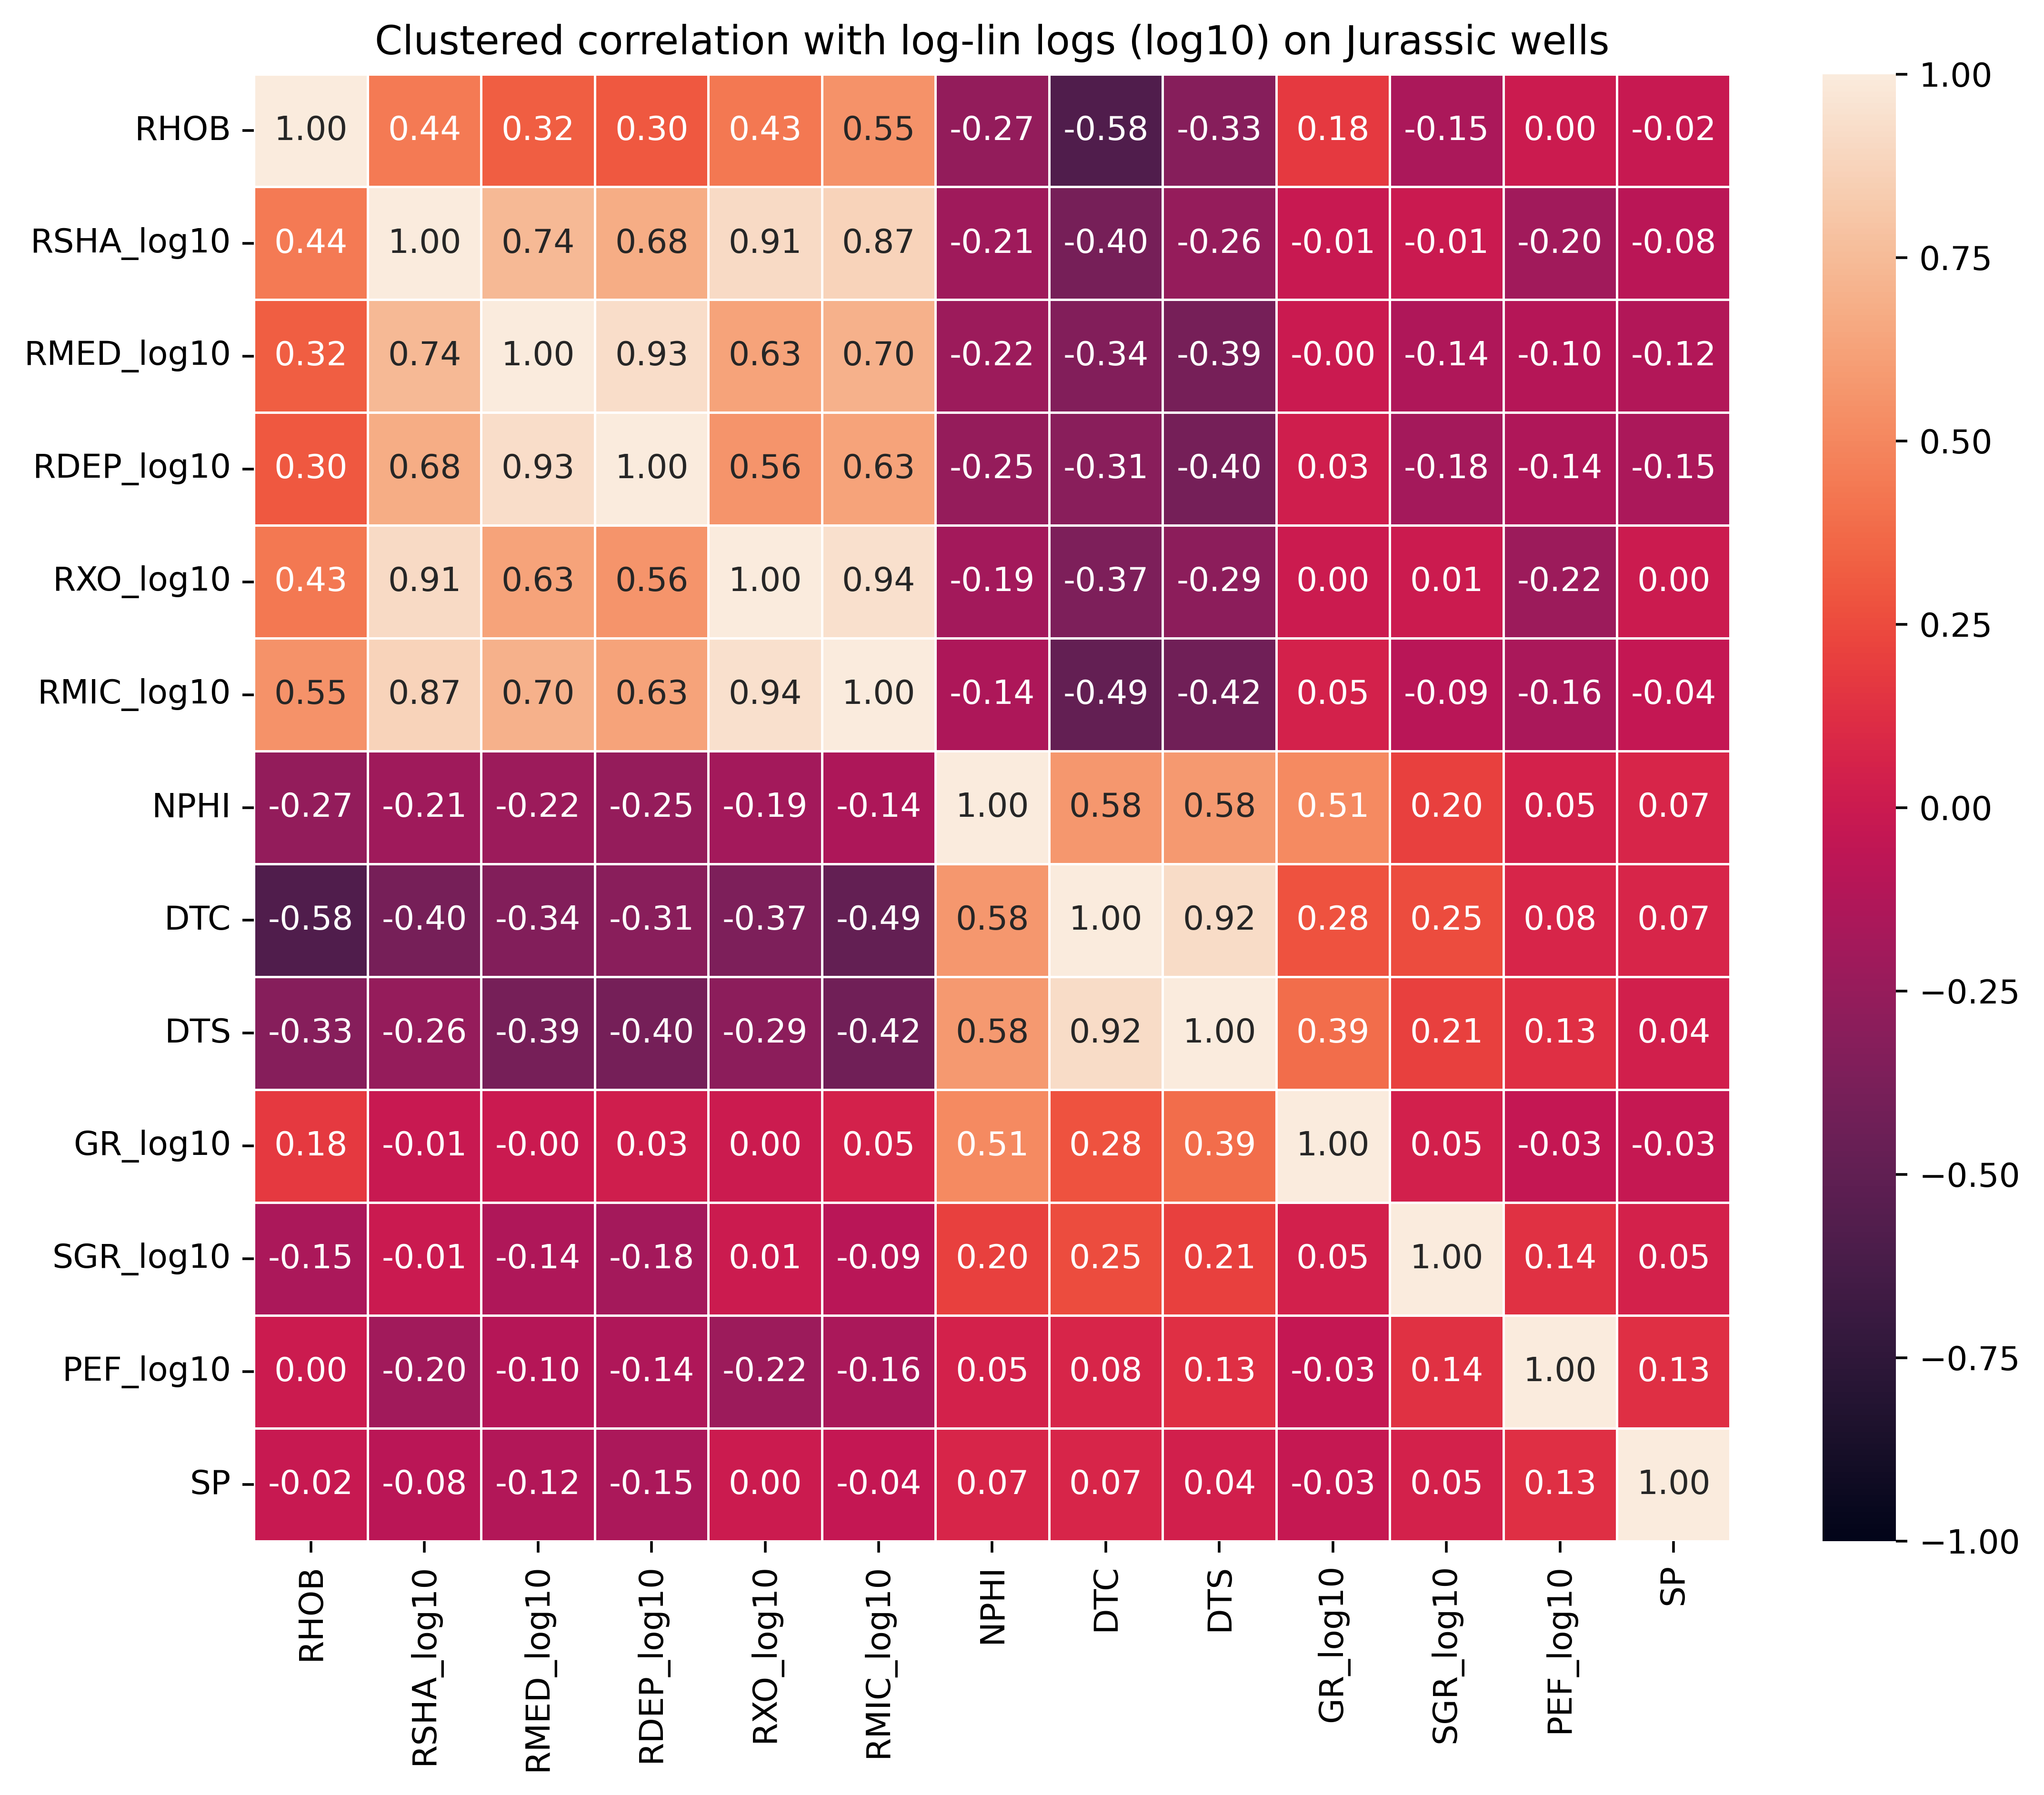 Clustered correlation with log-lin logs (log10) on Jurassic wells
RHOB 1.00 0.44 0.32 0.30 0.43 0.55 -0.27 -0.58 -0.33 0.18 -0.15 0.00 -0.02
RSHA_log10 0.44 1.00 0.74 0.68 0.91 0.87 -0.21 -0.40 -0.26 -0.01 -0.01 -0.20 -0.08
RMED_log10 0.32 0.74 1.00 0.93 0.63 0.70 -0.22 -0.34 -0.39 -0.00 -0.14 -0.10 -0.12
RDEP_log10 0.30 0.68 0.93 1.00 0.56 0.63 -0.25 -0.31 -0.40 0.03 -0.18 -0.14 -0.15
RXO_log10 0.43 0.91 0.63 0.56 1.00 0.94 -0.19 -0.37 -0.29 0.00 0.01 -0.22 0.00
RMIC_log10 0.55 0.87 0.70 0.63 0.94 1.00 -0.14 -0.49 -0.42 0.05 -0.09 -0.16 -0.04
NPHI -0.27 -0.21 -0.22 -0.25 -0.19 -0.14 1.00 0.58 0.58 0.51 0.20 0.05 0.07
DTC -0.58 -0.40 -0.34 -0.31 -0.37 -0.49 0.58 1.00 0.92 0.28 0.25 0.08 0.07
DTS -0.33 -0.26 -0.39 -0.40 -0.29 -0.42 0.58 0.92 1.00 0.39 0.21 0.13 0.04
GR_log10 0.18 -0.01 -0.00 0.03 0.00 0.05 0.51 0.28 0.39 1.00 0.05 -0.03 -0.03
SGR_log10 -0.15 -0.01 -0.14 -0.18 0.01 -0.09 0.20 0.25 0.21 0.05 1.00 0.14 0.05
PEF_log10 0.00 -0.20 -0.10 -0.14 -0.22 -0.16 0.05 0.08 0.13 -0.03 0.14 1.00 0.13
SP -0.02 -0.08 -0.12 -0.15 0.00 -0.04 0.07 0.07 0.04 -0.03 0.05 0.13 1.00
RHOB RSHA_log10 RMED_log10 RDEP_log10 RXO_log10 RMIC_log10 NPHI DTC DTS GR_log10 SGR_log10 PEF_log10 SP
1.00
0.75
0.50
0.25
0.00
−0.25
−0.50
−0.75
−1.00